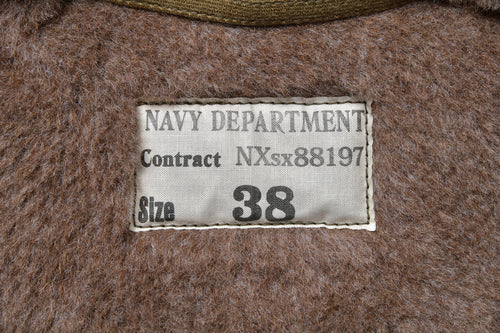 NAVY DEPARTMENT
Contract NXsx88197
Size 38